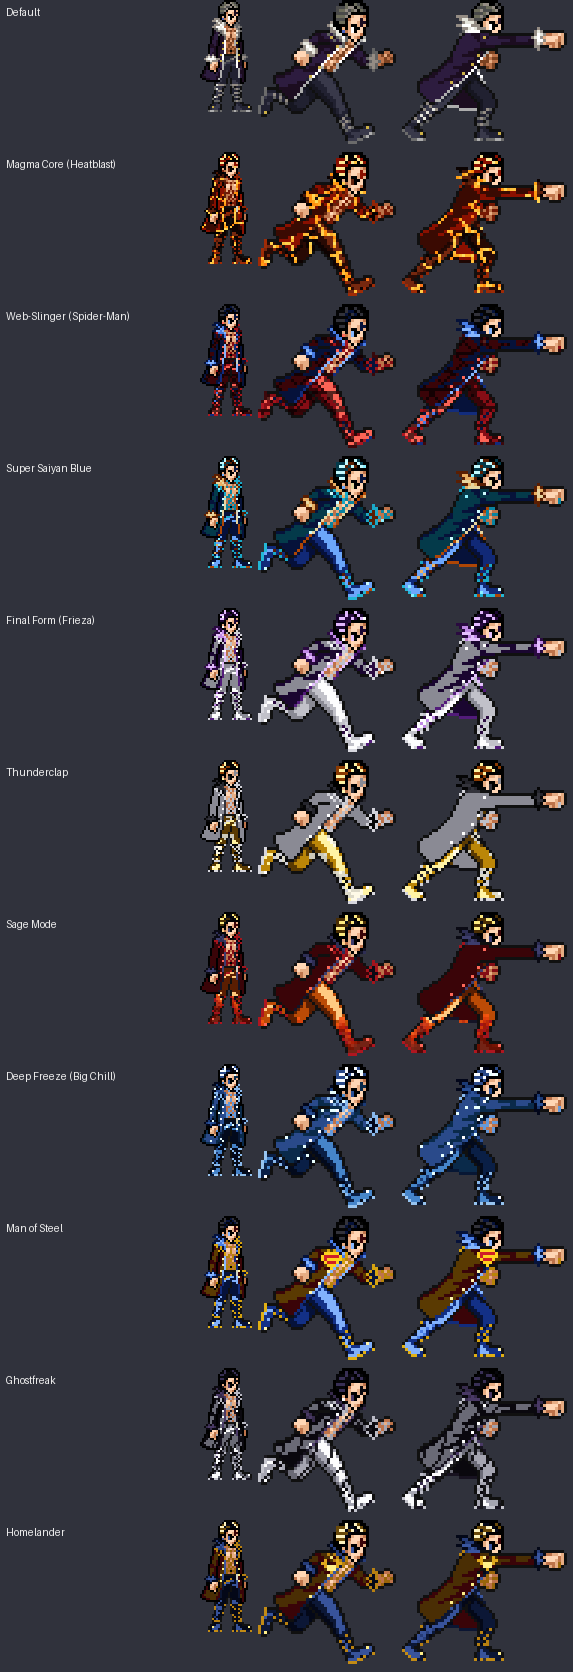 Default
Magma Core (Heatblast)
Web-Slinger (Spider-Man)
Super Saiyan Blue
Final Form (Frieza)
Thunderclap
Sage Mode
Deep Freeze (Big Chill)
Man of Steel
Ghostfreak
Homelander